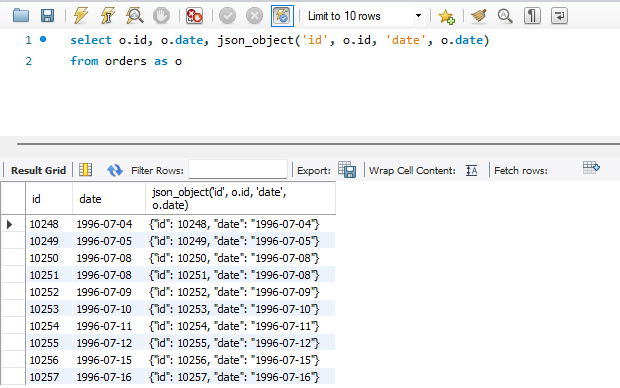 Limit to 10 rows
1 select o.id, o.date, json_object('id', o.id, 'date', o.date)
2 from orders as o
Result Grid Filter Rows: Export: Wrap Cell Content: Fetch rows:
id date json_object('id', o.id, 'date',
o.date)
10248 1996-07-04 {"id": 10248, "date": "1996-07-04"}
10249 1996-07-05 {"id": 10249, "date": "1996-07-05"}
10250 1996-07-08 {"id": 10250, "date": "1996-07-08"}
10251 1996-07-08 {"id": 10251, "date": "1996-07-08"}
10252 1996-07-09 {"id": 10252, "date": "1996-07-09"}
10253 1996-07-10 {"id": 10253, "date": "1996-07-10"}
10254 1996-07-11 {"id": 10254, "date": "1996-07-11"}
10255 1996-07-12 {"id": 10255, "date": "1996-07-12"}
10256 1996-07-15 {"id": 10256, "date": "1996-07-15"}
10257 1996-07-16 {"id": 10257, "date": "1996-07-16"}